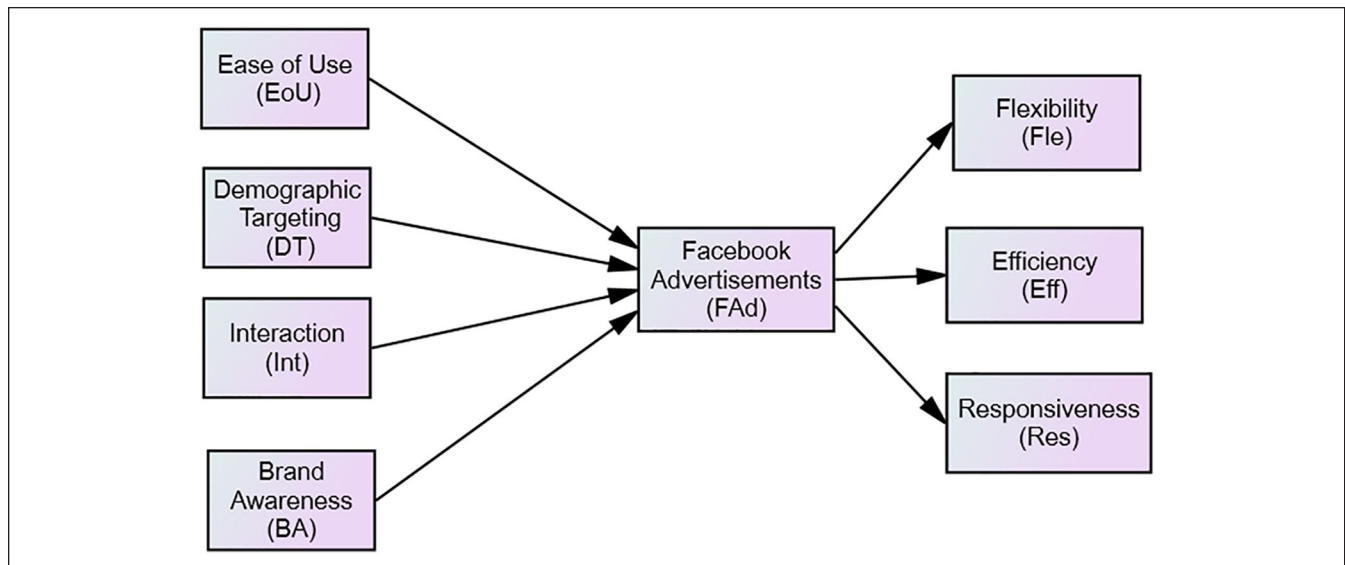 Ease of Use
(EoU)
Demographic
Targeting
(DT)
Interaction
(Int)
Brand
Awareness
(BA)
Facebook
Advertisements
(FAd)
Flexibility
(Fle)
Efficiency
(Eff)
Responsiveness
(Res)